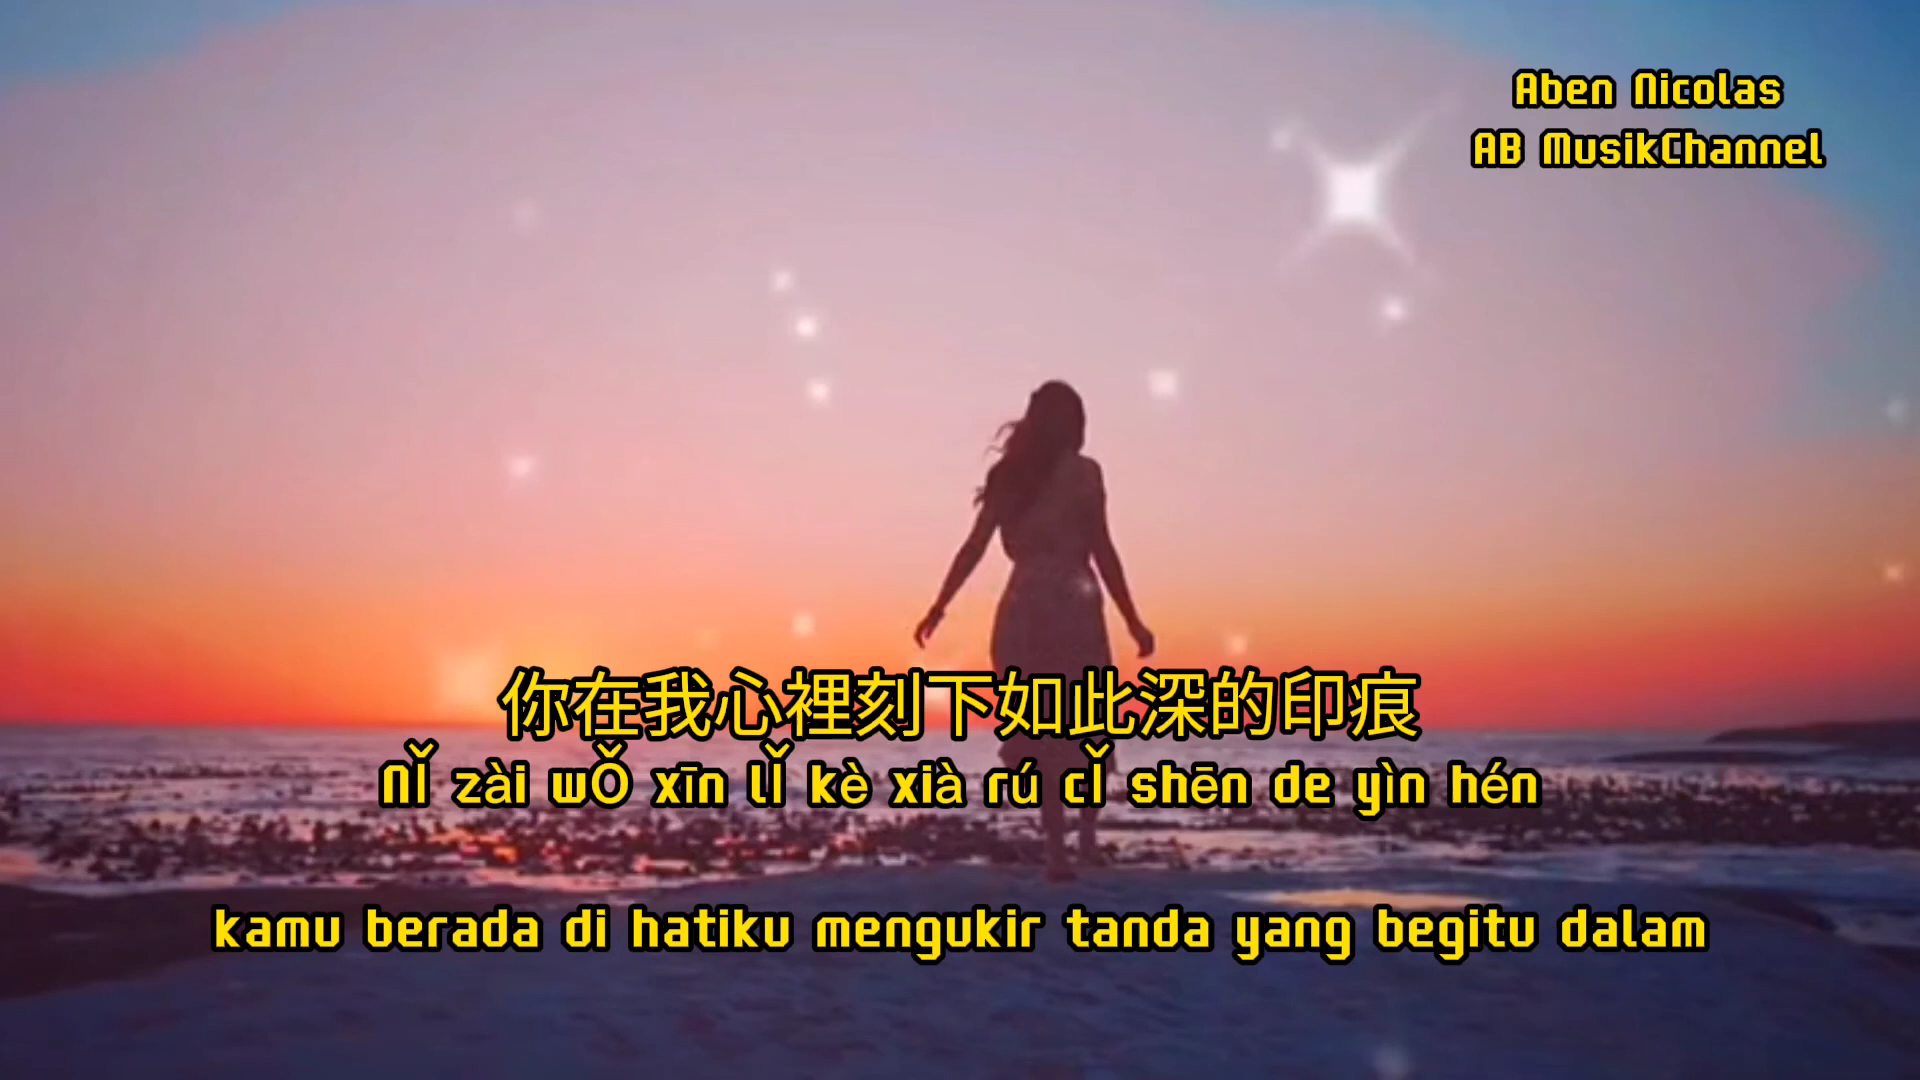 Aben Nicolas
AB MusikChannel
你在我心裡刻下如此深的印痕
Nǐ zài wǒ xīn lǐ kè xià rú cǐ shēn de yìn hén
kamu berada di hatiku mengukir tanda yang begitu dalam